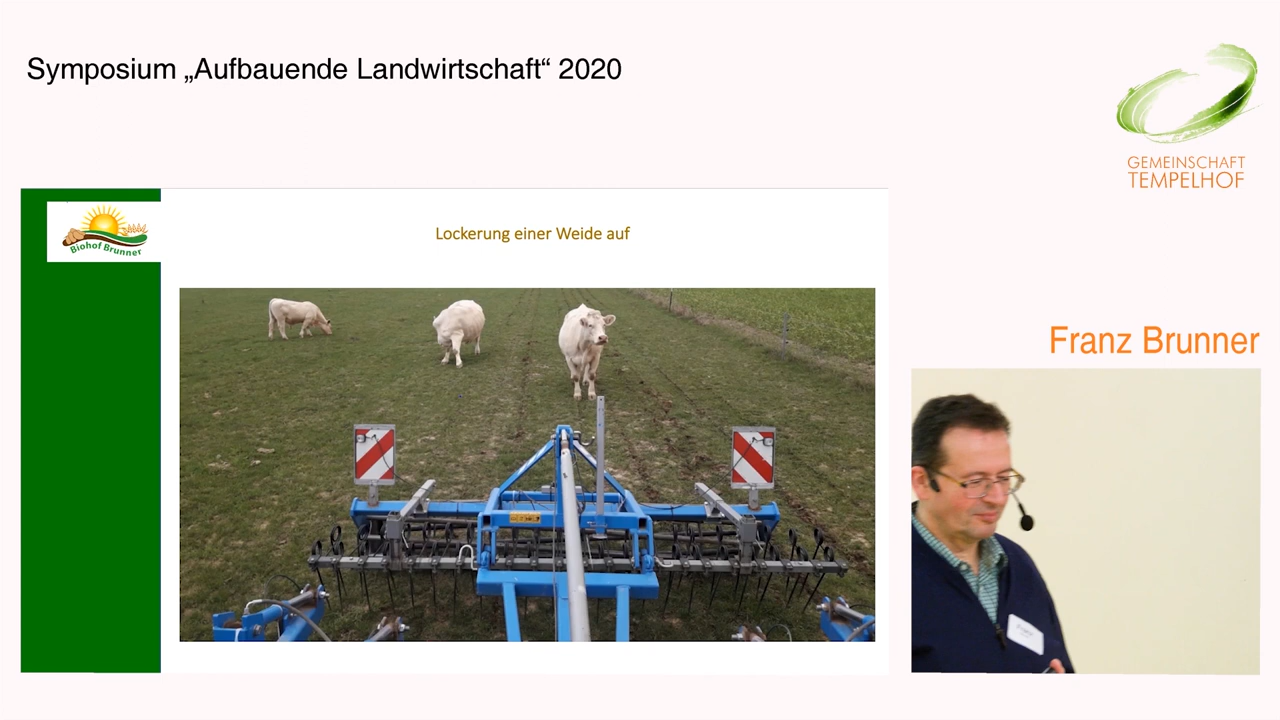 Symposium „Aufbauende Landwirtschaft“ 2020
GEMEINSCHAFT
TEMPELHOF
Biohof Brunner
Lockerung einer Weide auf
Franz Brunner